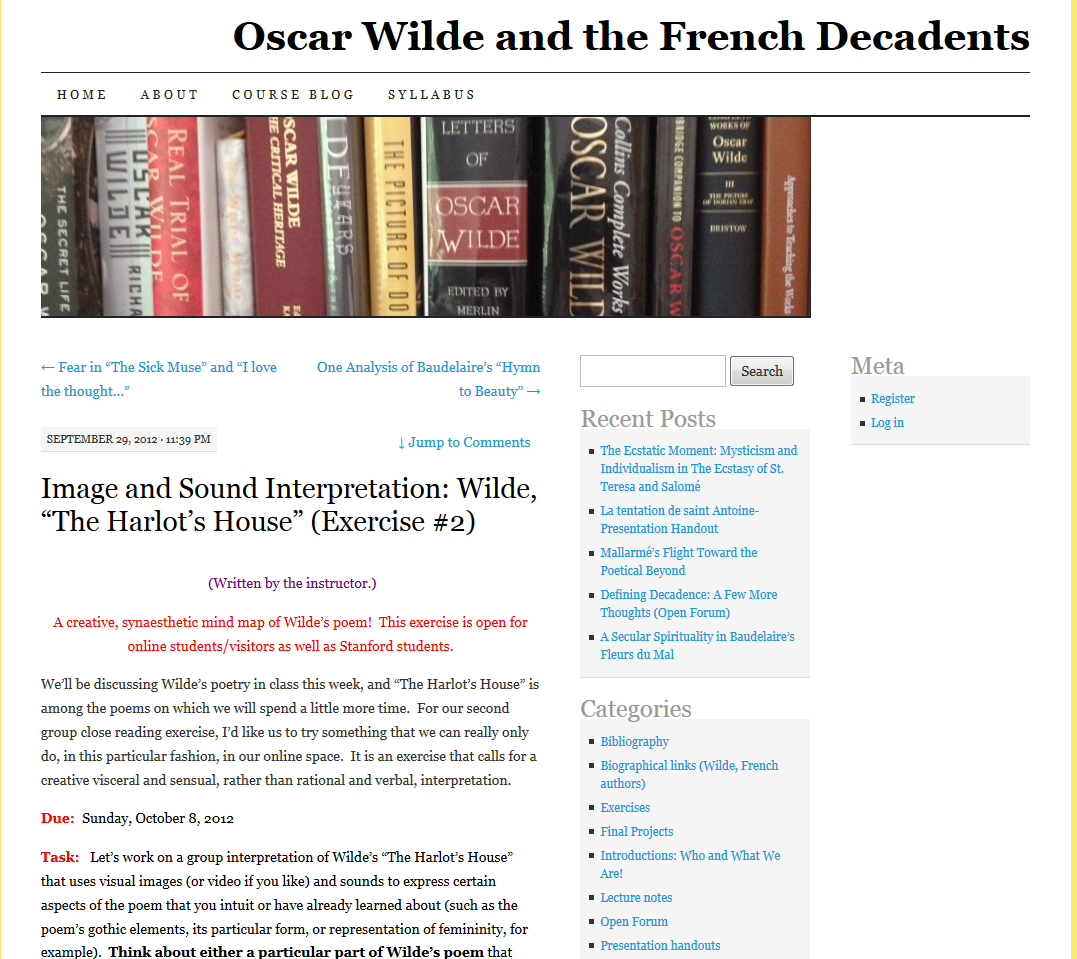 Oscar Wilde and the French Decadents
HOME ABOUT COURSE BLOG SYLLABUS
THE SECRET LIFE
OSCAR WILDE
RICHA
REAL TRIAL OF
OSCAR WILDE
OSCAR WILDE
THE CRITICAL HERITAGE
THE PICTURE OF DO
LETTERS
OF
OSCAR
WILDE
EDITED BY
MERLIN
Collins Complete Works
OSCAR WILD
BRIDGE COMPANION TO OSCAR W
WORKS OF
Oscar
Wilde
III
THE PICTURE
OF DORIAN GRAY
BRISTOW
Approaches to Teaching the Works
← Fear in “The Sick Muse” and “I love
the thought…”
One Analysis of Baudelaire’s “Hymn
to Beauty” →
SEPTEMBER 29, 2012 · 11:39 PM
↓ Jump to Comments
Image and Sound Interpretation: Wilde,
“The Harlot’s House” (Exercise #2)
(Written by the instructor.)
A creative, synaesthetic mind map of Wilde’s poem! This exercise is open for
online students/visitors as well as Stanford students.
We’ll be discussing Wilde’s poetry in class this week, and “The Harlot’s House” is
among the poems on which we will spend a little more time. For our second
group close reading exercise, I’d like us to try something that we can really only
do, in this particular fashion, in our online space. It is an exercise that calls for a
creative visceral and sensual, rather than rational and verbal, interpretation.
Due: Sunday, October 8, 2012
Task: Let’s work on a group interpretation of Wilde’s “The Harlot’s House”
that uses visual images (or video if you like) and sounds to express certain
aspects of the poem that you intuit or have already learned about (such as the
poem’s gothic elements, its particular form, or representation of femininity, for
example). Think about either a particular part of Wilde’s poem that
Search
Recent Posts
The Ecstatic Moment: Mysticism and
Individualism in The Ecstasy of St.
Teresa and Salomé
La tentation de saint Antoine-
Presentation Handout
Mallarmé’s Flight Toward the
Poetical Beyond
Defining Decadence: A Few More
Thoughts (Open Forum)
A Secular Spirituality in Baudelaire’s
Fleurs du Mal
Categories
Bibliography
Biographical links (Wilde, French
authors)
Exercises
Final Projects
Introductions: Who and What We
Are!
Lecture notes
Open Forum
Presentation handouts
Meta
Register
Log in